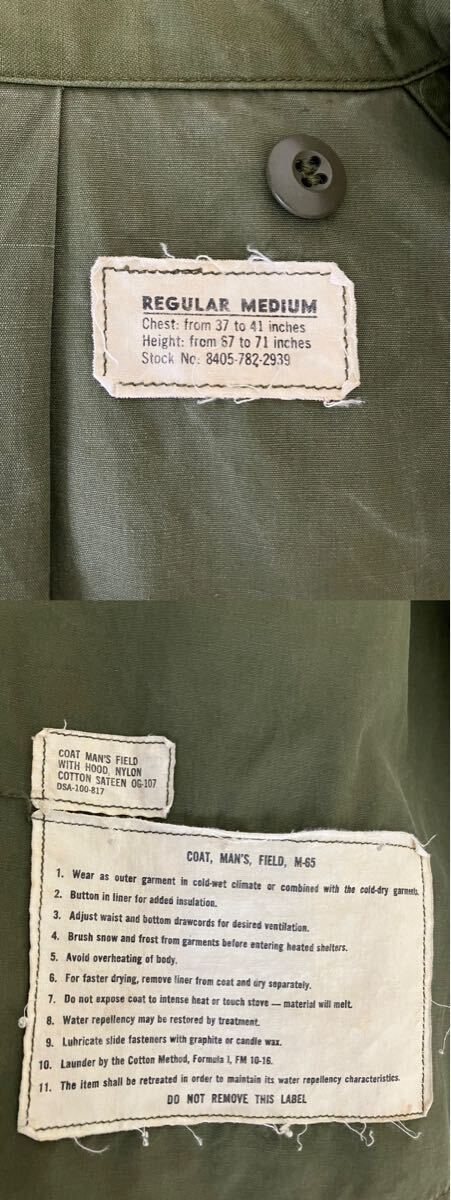 REGULAR MEDIUM
Chest: from 37 to 41 inches
Height: from 67 to 71 inches
Stock No: 8405-782-2939
COAT MAN'S FIELD
WITH HOOD, NYLON
COTTON SATEEN OG-107
DSA-100-817
COAT, MAN'S, FIELD, M-65
1. Wear as outer garment in cold-wet climate or combined with the cold-dry garments.
2. Button in liner for added insulation.
3. Adjust waist and bottom drawcords for desired ventilation.
4. Brush snow and frost from garments before entering heated shelters.
5. Avoid overheating of body.
6. For faster drying, remove liner from coat and dry separately.
7. Do not expose coat to intense heat or touch stove — material will melt.
8. Water repellency may be restored by treatment.
9. Luhricate slide fasteners with graphite or candle wax.
10. Launder by the Cotton Method, Formula I, FM 10-16.
11. The item shall be retreated in order to maintain its water repellency characteristics.
DO NOT REMOVE THIS LABEL